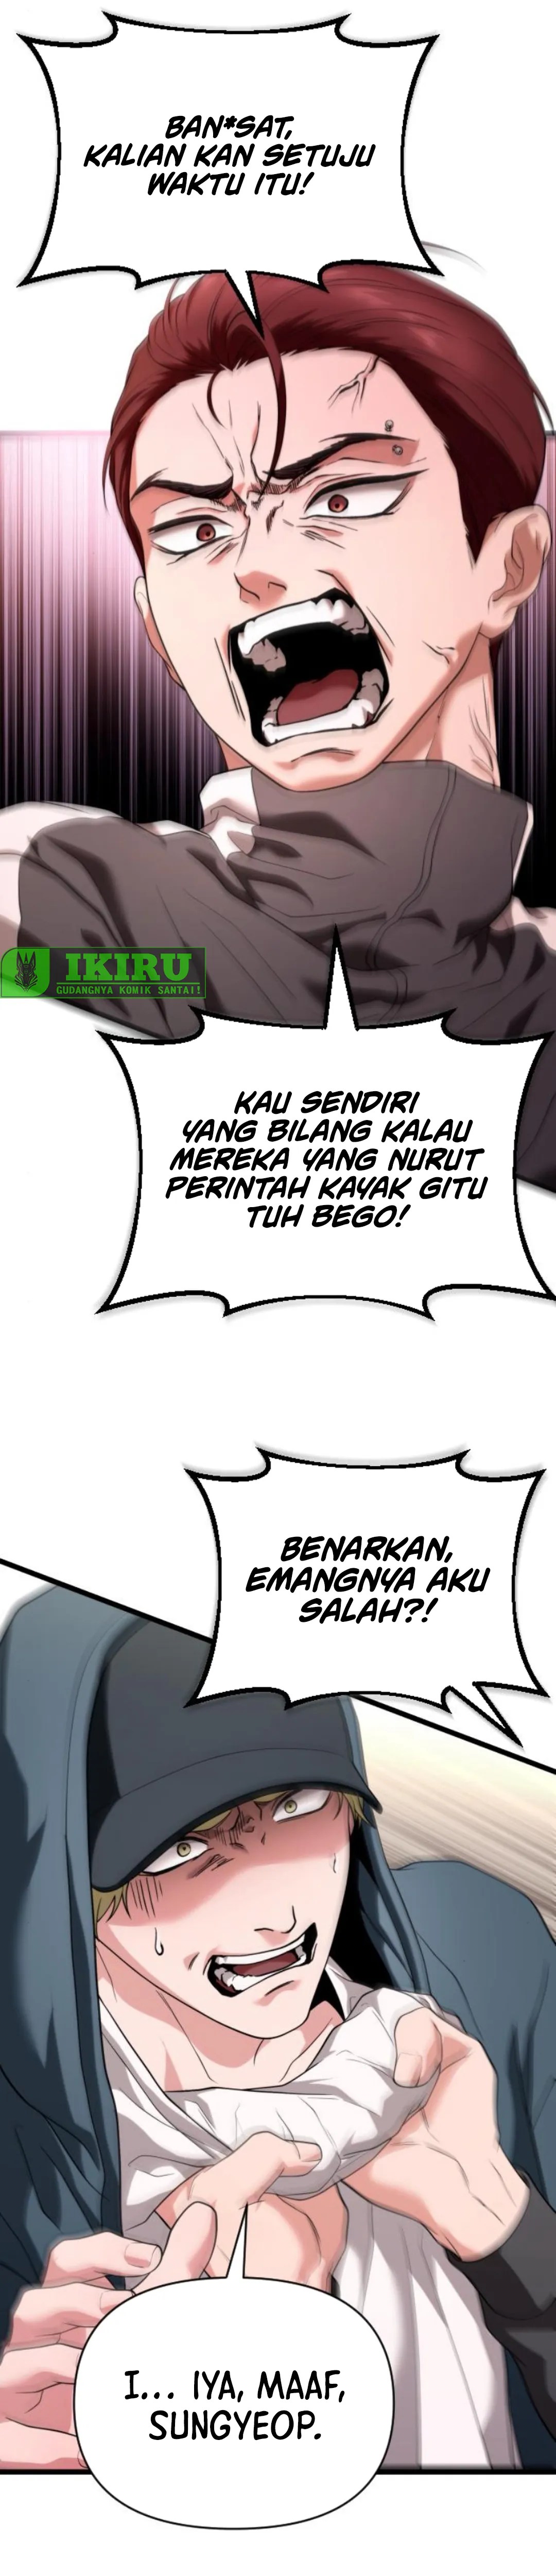 BAN*SAT,
KALIAN KAN SETUJU
WAKTU ITU!
IKIRU
GUDANGNYA KOMIK SANTAI!
KAU SENDIRI
YANG BILANG KALAU
MEREKA YANG NURUT
PERINTAH KAYAK GITU
TUH BEGO!
BENARKAN,
EMANGNYA AKU
SALAH?!
I... IYA, MAAF,
SUNGYEOP.